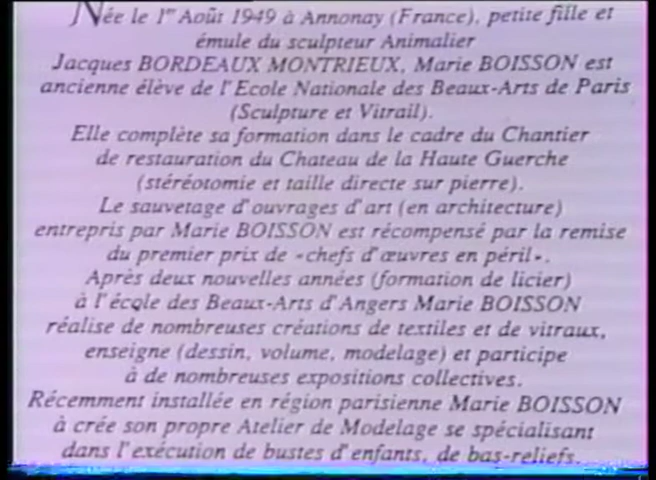 Née le 1er Août 1949 à Annonay (France), petite fille et
émule du sculpteur Animalier
Jacques BORDEAUX MONTRIEUX, Marie BOISSON est
ancienne élève de l'Ecole Nationale des Beaux-Arts de Paris
(Sculpture et Vitrail).
Elle complète sa formation dans le cadre du Chantier
de restauration du Chateau de la Haute Guerche
(stéréotomie et taille directe sur pierre).
Le sauvetage d'ouvrages d'art (en architecture)
entrepris par Marie BOISSON est récompensé par la remise
du premier prix de «chefs d'œuvres en péril».
Après deux nouvelles années (formation de licier)
à l'école des Beaux-Arts d'Angers Marie BOISSON
réalise de nombreuses créations de textiles et de vitraux,
enseigne (dessin, volume, modelage) et participe
à de nombreuses expositions collectives.
Récemment installée en région parisienne Marie BOISSON
à crée son propre Atelier de Modelage se spécialisant
dans l'exécution de bustes d'enfants, de bas-reliefs.